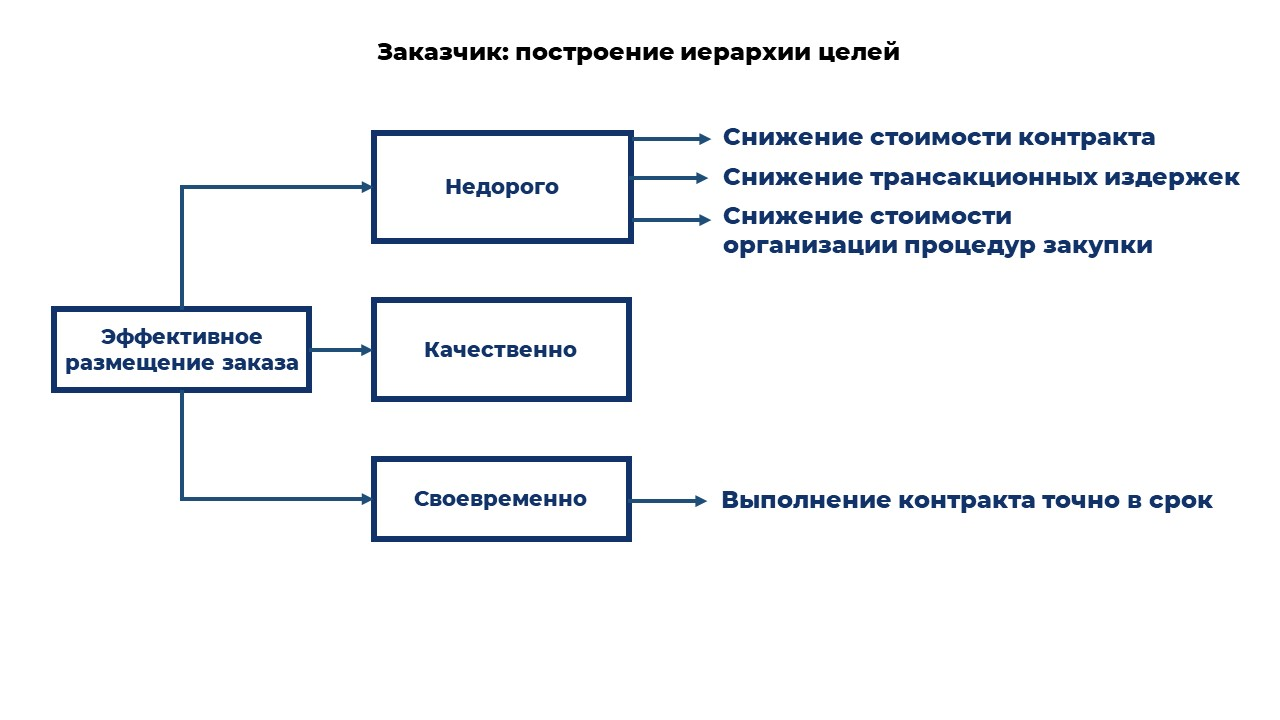 Заказчик: построение иерархии целей
Снижение стоимости контракта
Недорого
Снижение трансакционных издержек
Снижение стоимости
организации процедур закупки
Эффективное
размещение заказа
Качественно
Своевременно
Выполнение контракта точно в срок